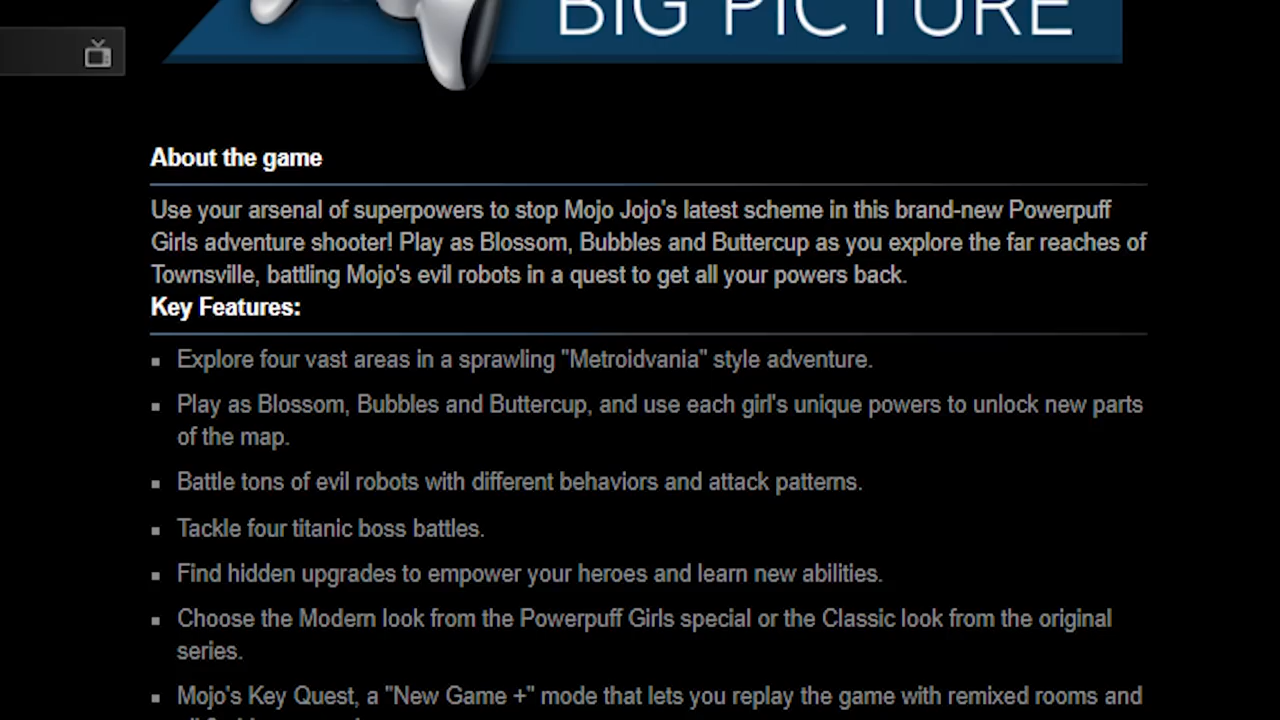 BIG PICTURE
About the game
Use your arsenal of superpowers to stop Mojo Jojo's latest scheme in this brand-new Powerpuff
Girls adventure shooter! Play as Blossom, Bubbles and Buttercup as you explore the far reaches of
Townsville, battling Mojo's evil robots in a quest to get all your powers back.
Key Features:
▪ Explore four vast areas in a sprawling "Metroidvania" style adventure.
▪ Play as Blossom, Bubbles and Buttercup, and use each girl's unique powers to unlock new parts
of the map.
▪ Battle tons of evil robots with different behaviors and attack patterns.
▪ Tackle four titanic boss battles.
▪ Find hidden upgrades to empower your heroes and learn new abilities.
▪ Choose the Modern look from the Powerpuff Girls special or the Classic look from the original
series.
▪ Mojo's Key Quest, a "New Game +" mode that lets you replay the game with remixed rooms and